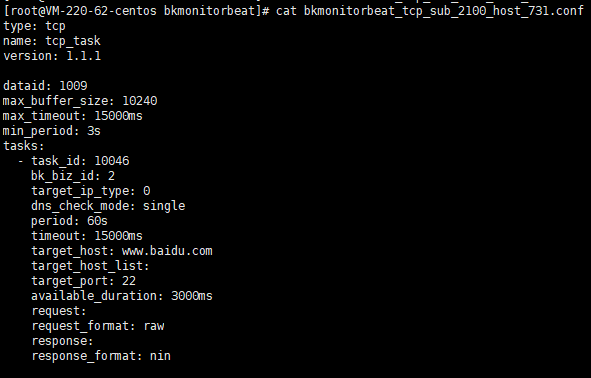 [root@VM-220-62-centos bkmonitorbeat]# cat bkmonitorbeat_tcp_sub_2100_host_731.conf
type: tcp
name: tcp_task
version: 1.1.1
dataid: 1009
max_buffer_size: 10240
max_timeout: 15000ms
min_period: 3s
tasks:
- task_id: 10046
bk_biz_id: 2
target_ip_type: 0
dns_check_mode: single
period: 60s
timeout: 15000ms
target_host: www.baidu.com
target_host_list:
target_port: 22
available_duration: 3000ms
request:
request_format: raw
response:
response_format: nin